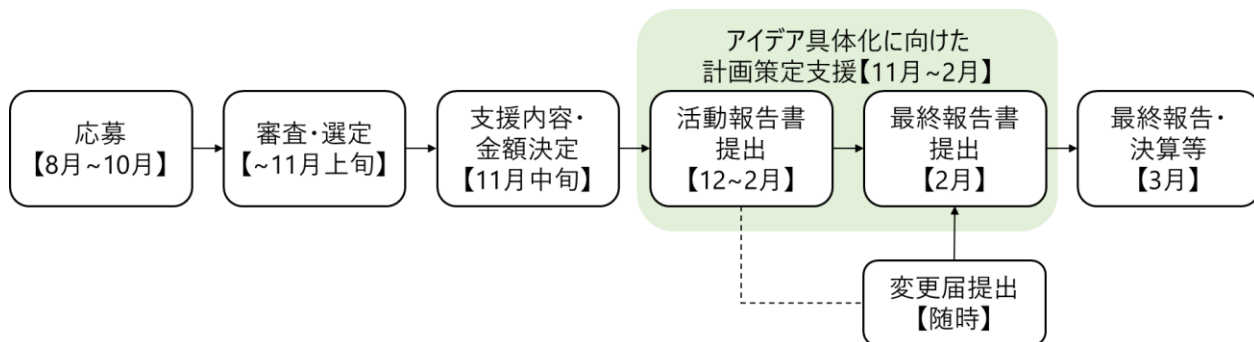 アイデア具体化に向けた
計画策定支援【11月~2月】
応募
【8月~10月】
審査・選定
【~11月上旬】
支援内容・
金額決定
【11月中旬】
活動報告書
提出
【12~2月】
最終報告書
提出
【2月】
最終報告・
決算等
【3月】
変更届提出
【随時】